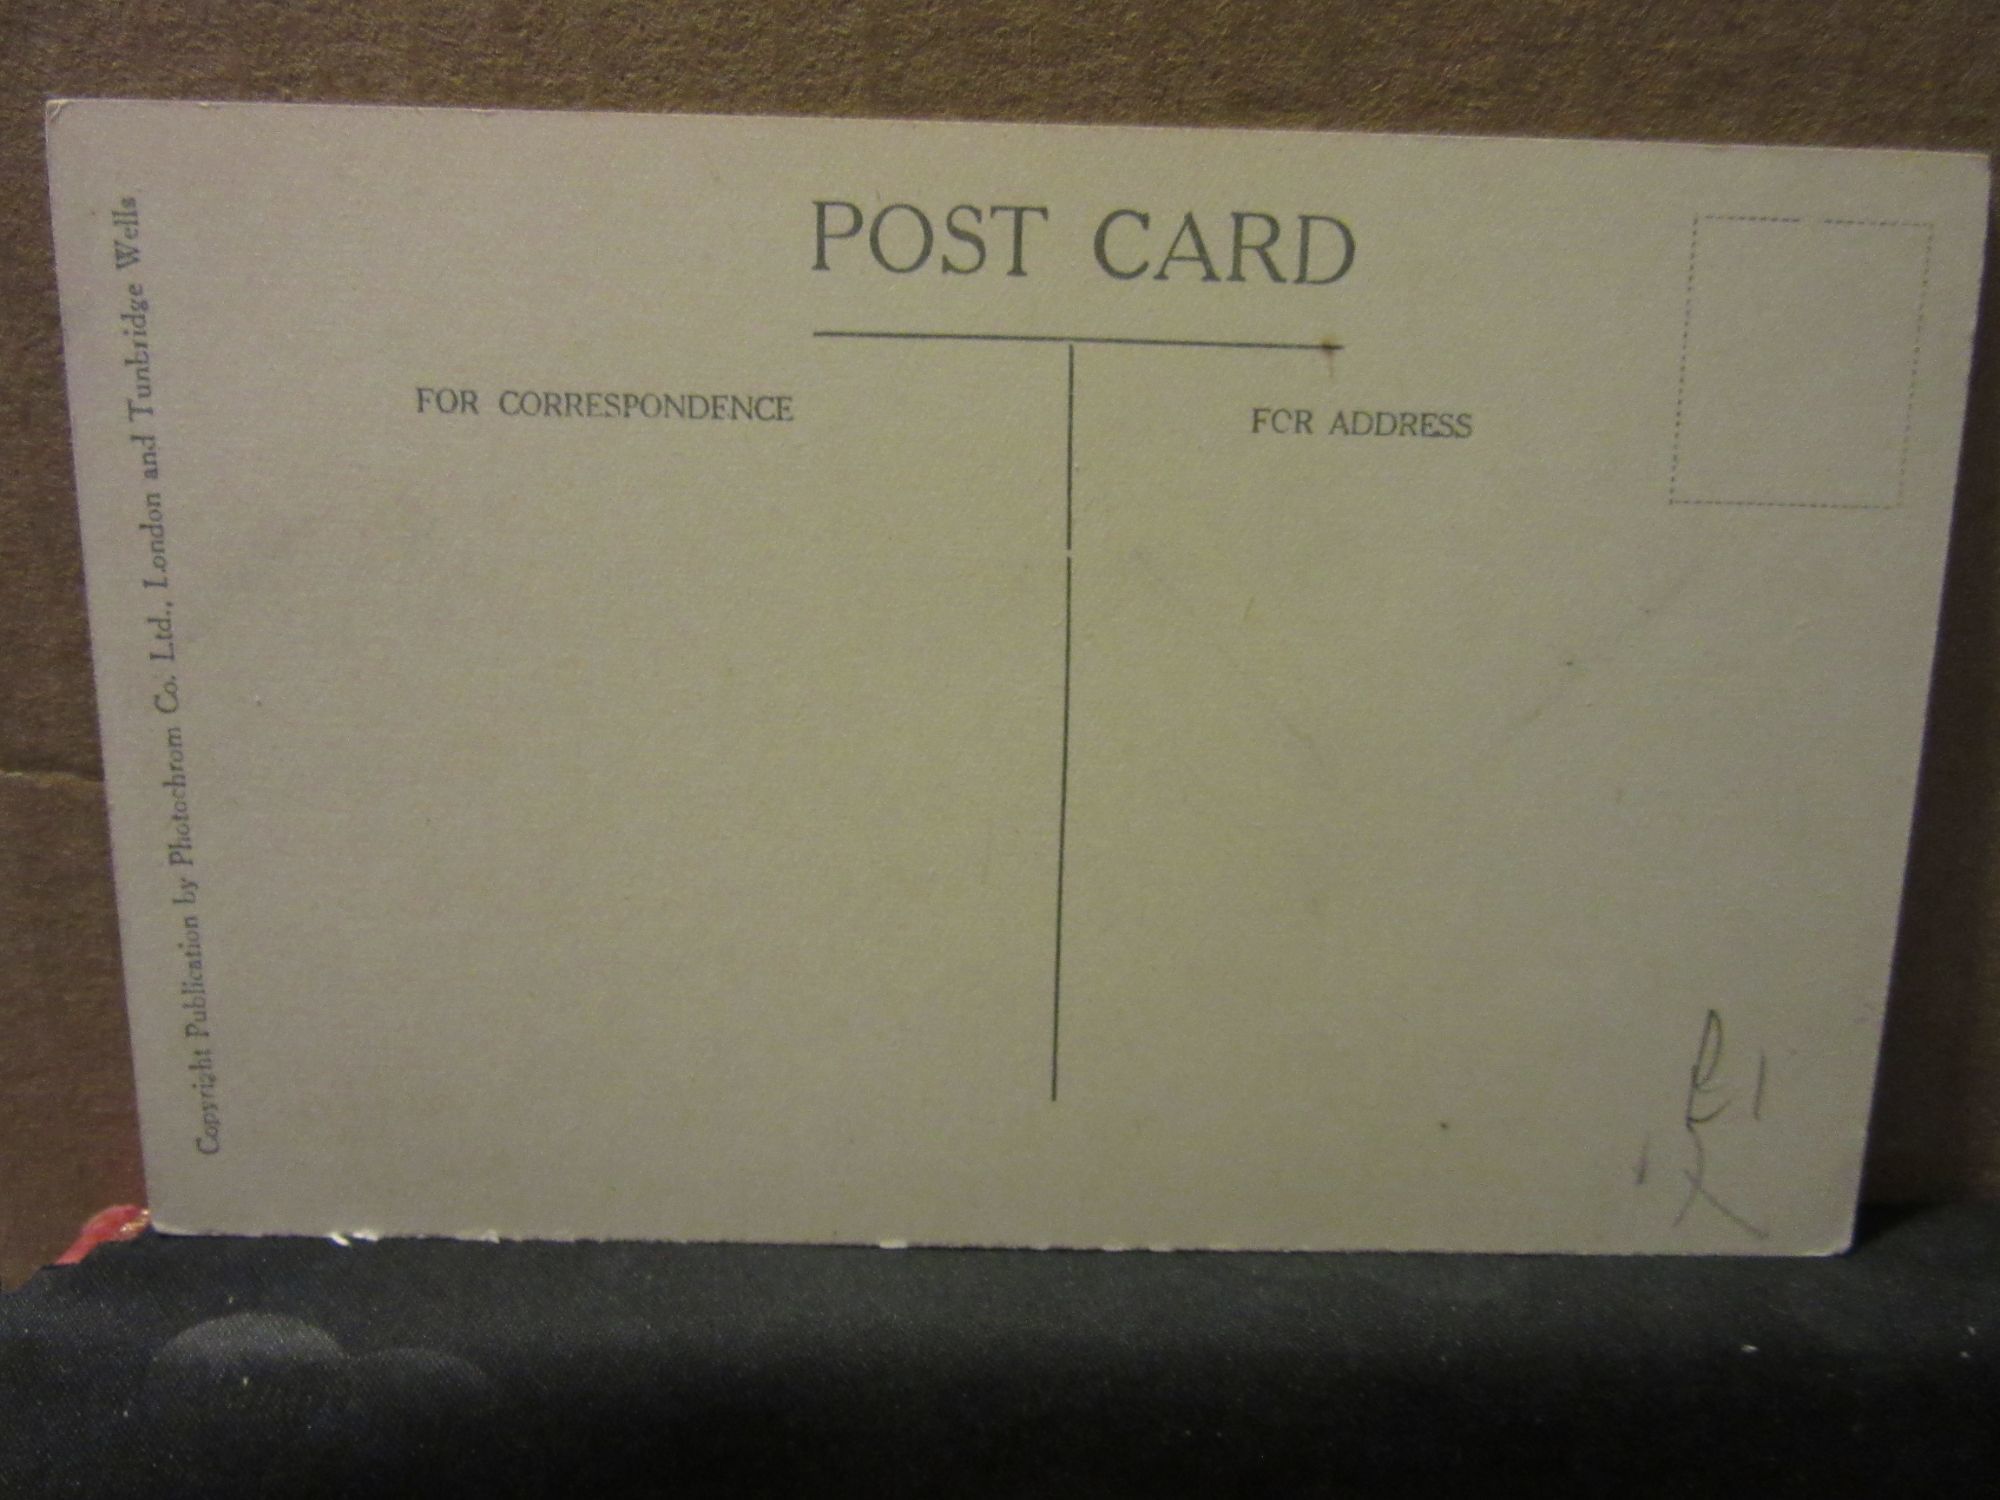 POST CARD
FOR CORRESPONDENCE
FOR ADDRESS
Copyright Publication by Photochrom Co. Ltd., London and Tunbridge Wells